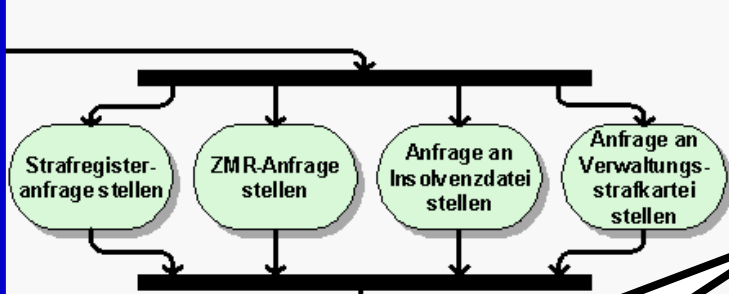 Strafregister-
anfrage stellen
ZMR-Anfrage
stellen
Anfrage an
Insolvenzdatei
stellen
Anfrage an
Verwaltungs-
strafkartei
stellen